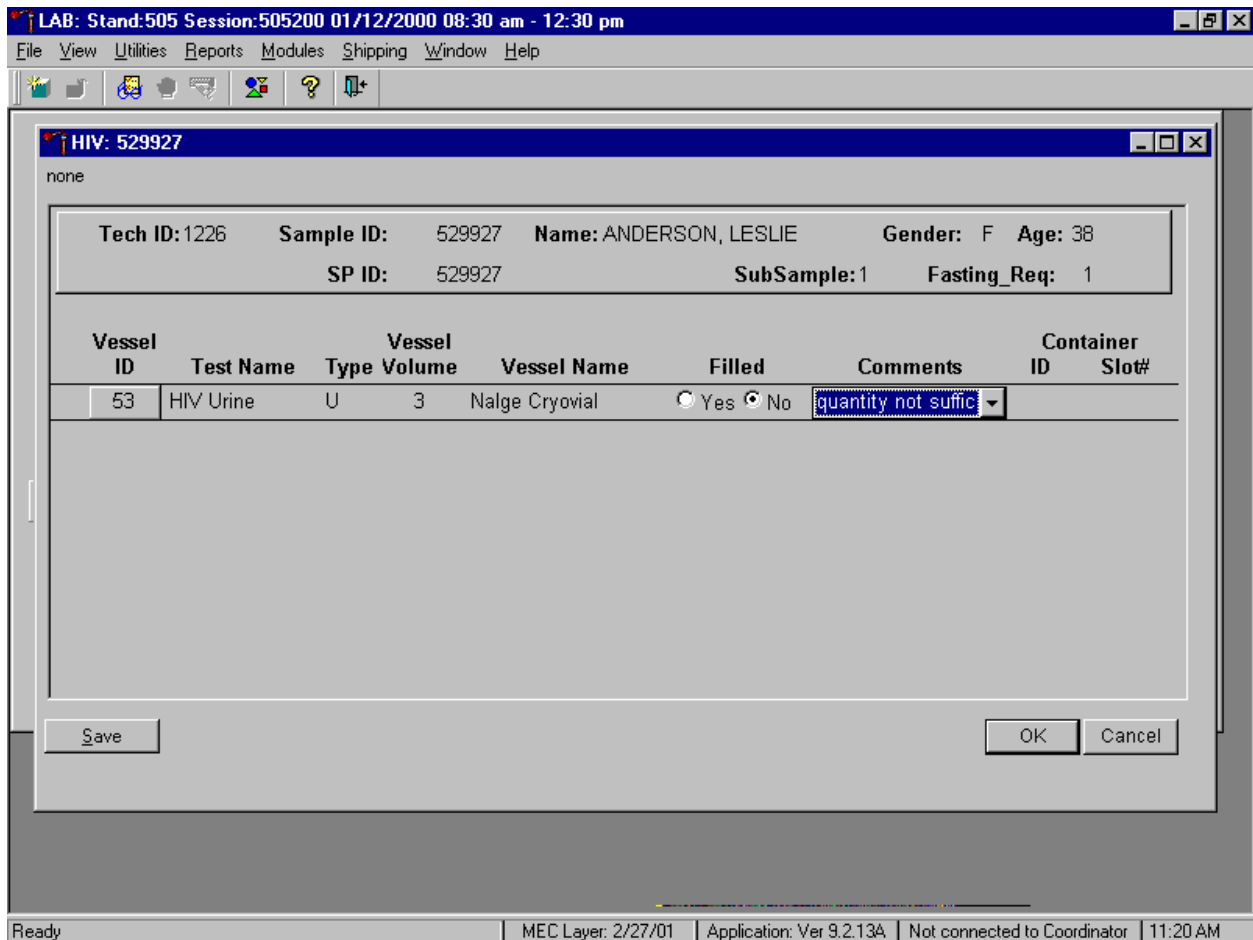 LAB: Stand:505 Session:505200 01/12/2000 08:30 am - 12:30 pm
File View Utilities Reports Modules Shipping Window Help
HIV: 529927
none
Tech ID: 1226 Sample ID: 529927 Name: ANDERSON, LESLIE Gender: F Age: 38
SP ID: 529927 SubSample: 1 Fasting_Req: 1
Vessel Vessel Container
ID Test Name Type Volume Vessel Name Filled Comments ID Slot#
53 HIV Urine U 3 Nalge Cryovial Yes No quantity not suffic
Save OK Cancel
Ready MEC Layer: 2/27/01 Application: Ver 9.2.13A Not connected to Coordinator 11:20 AM